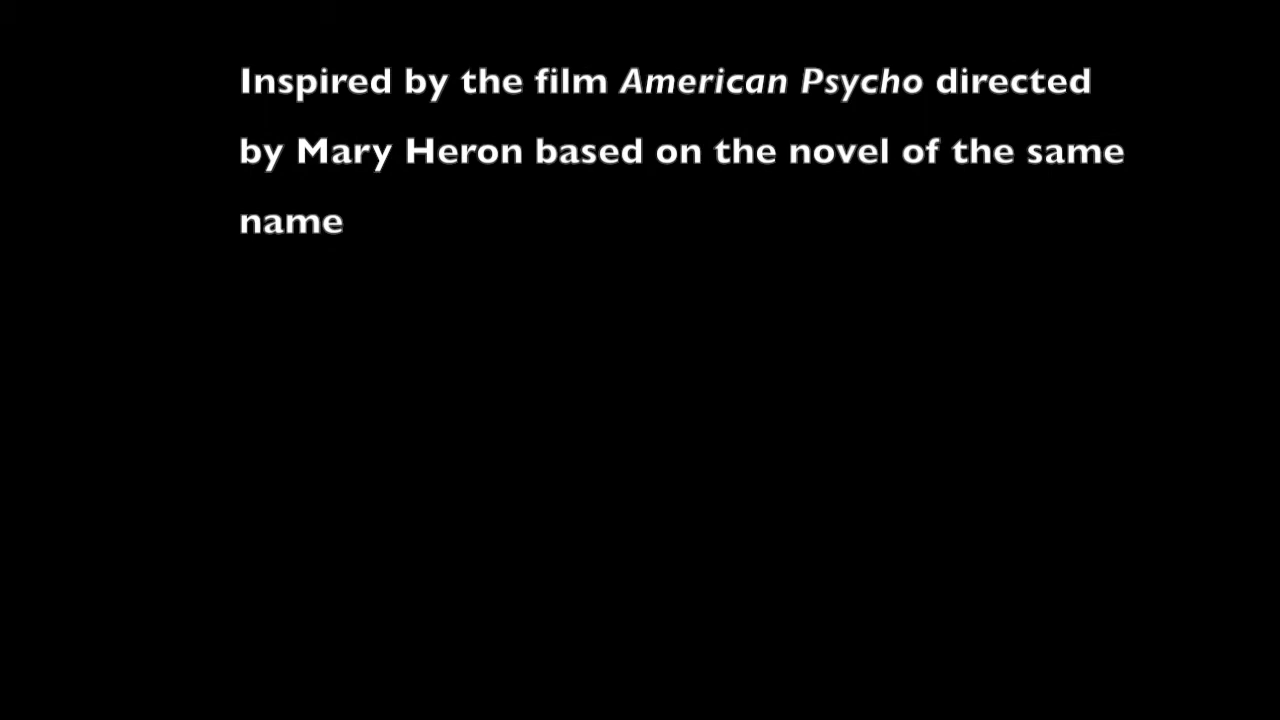 Inspired by the film American Psycho directed
by Mary Heron based on the novel of the same
name